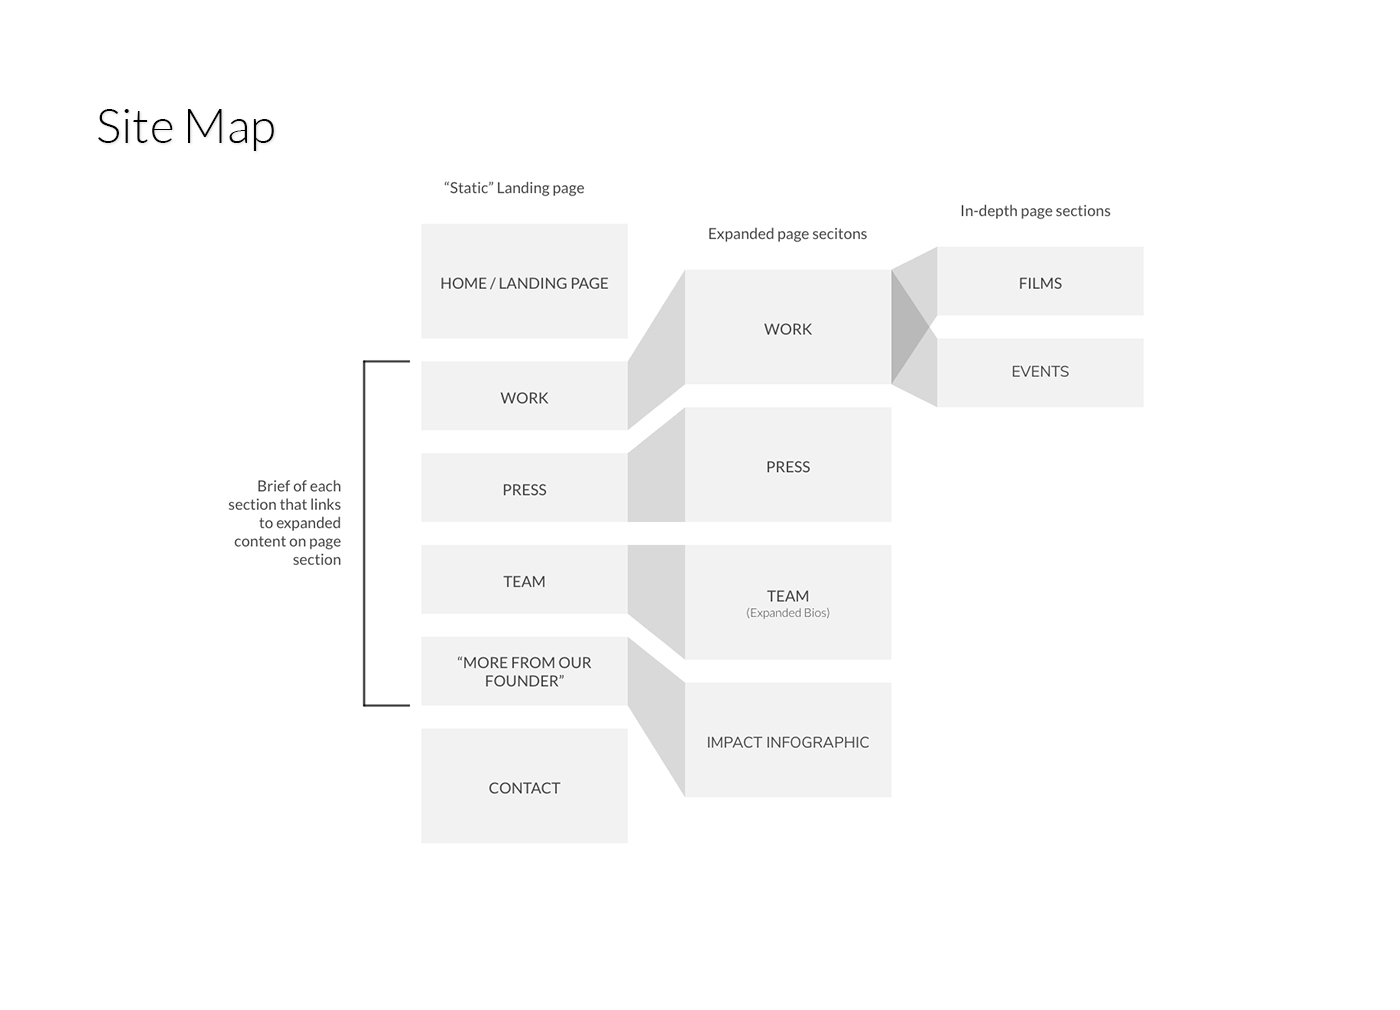 Site Map
“Static” Landing page
HOME / LANDING PAGE
WORK
PRESS
TEAM
“MORE FROM OUR
FOUNDER”
CONTACT
Brief of each
section that links
to expanded
content on page
section
Expanded page secitons
WORK
PRESS
TEAM
(Expanded Bios)
IMPACT INFOGRAPHIC
In-depth page sections
FILMS
EVENTS